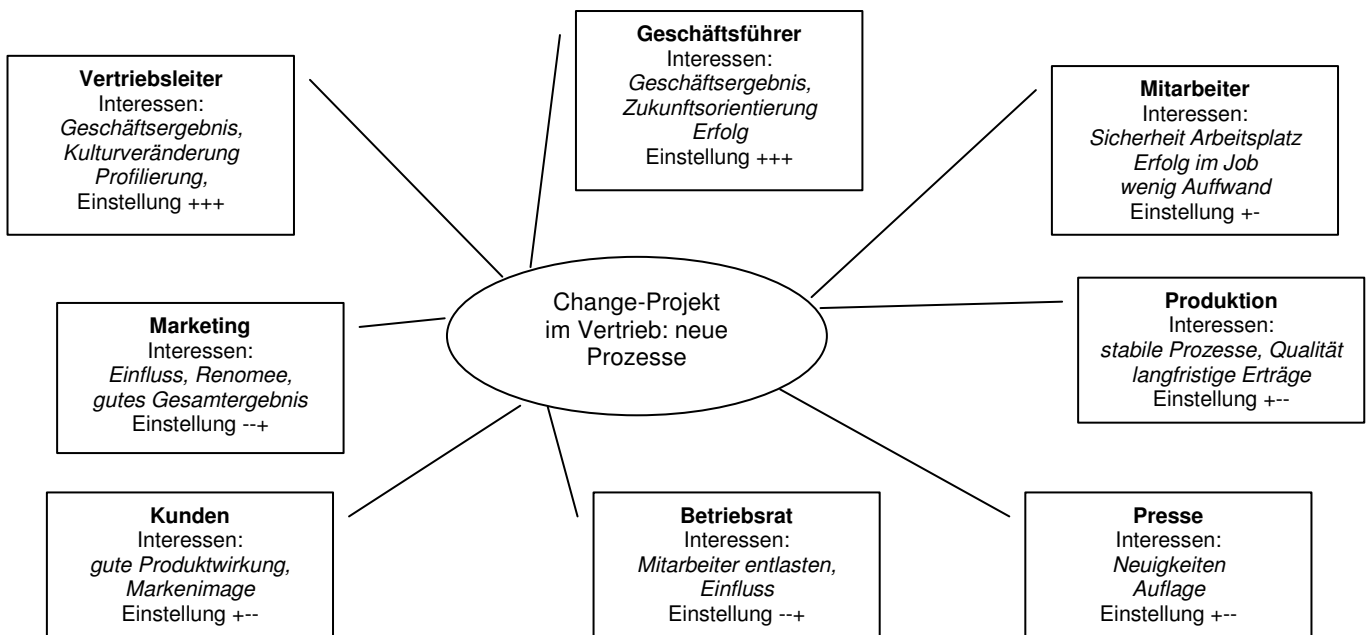 Geschäftsführer
Interessen:
Geschäftsergebnis,
Zukunftsorientierung
Erfolg
Einstellung +++
Vertriebsleiter
Interessen:
Geschäftsergebnis,
Kulturveränderung
Profilierung,
Einstellung +++
Mitarbeiter
Interessen:
Sicherheit Arbeitsplatz
Erfolg im Job
wenig Auffwand
Einstellung +-
Change-Projekt
im Vertrieb: neue
Prozesse
Marketing
Interessen:
Einfluss, Renomee,
gutes Gesamtergebnis
Einstellung --+
Produktion
Interessen:
stabile Prozesse, Qualität
langfristige Erträge
Einstellung +--
Kunden
Interessen:
gute Produktwirkung,
Markenimage
Einstellung +--
Betriebsrat
Interessen:
Mitarbeiter entlasten,
Einfluss
Einstellung --+
Presse
Interessen:
Neuigkeiten
Auflage
Einstellung +--